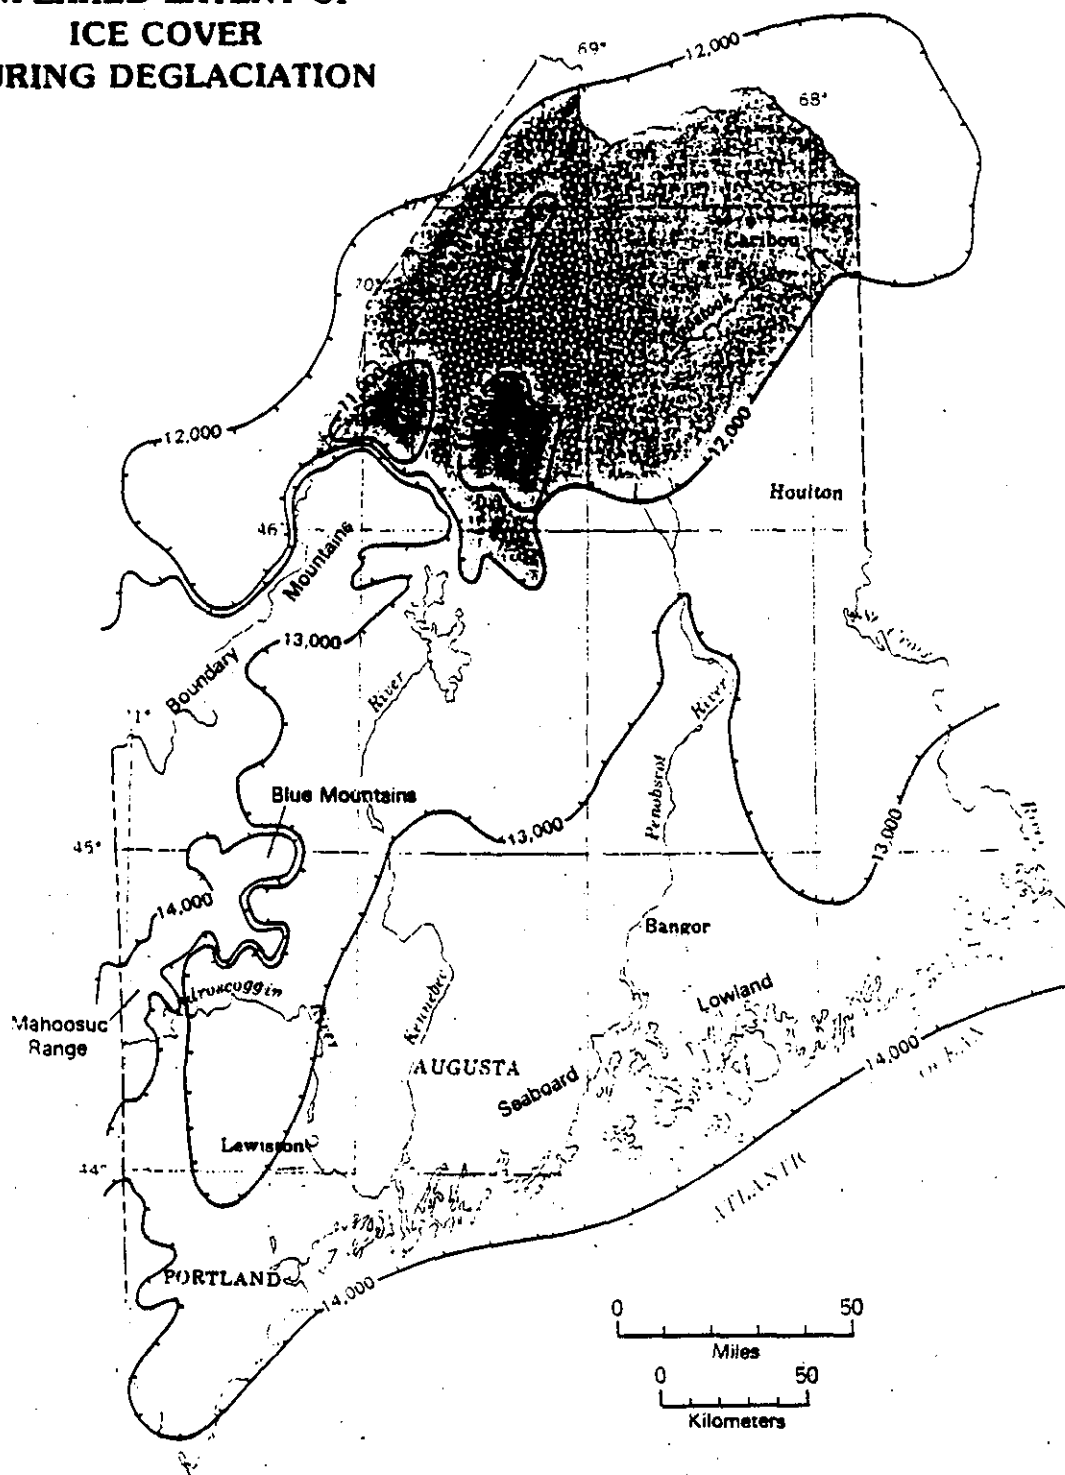 ICE COVER
DURING DEGLACIATION
69°
12,000
68°
Caribou
12,000
12,000
Houlton
46°
Mountains
Boundary
13,000
River
River
Penobscot
Blue Mountains
13,000
13,000
45°
14,000
Bangor
Lowland
Kennebec
Mahoosuc
Range
AUGUSTA
Seaboard
14,000
Lewiston
44°
ATLANTIC
PORTLAND
14,000
0 50
Miles
0 50
Kilometers